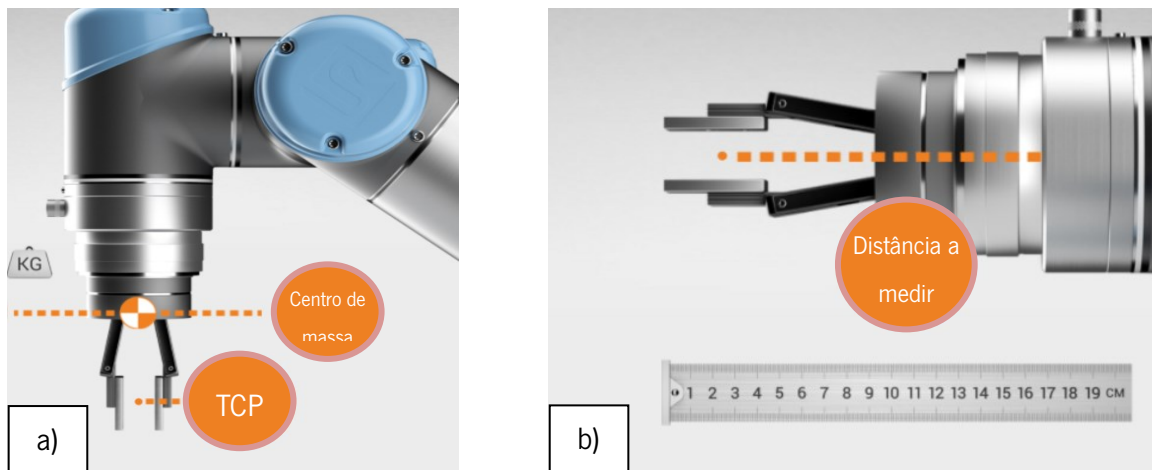 KG
Centro de
massa
TCP
a)
Distância a
medir
1 2 3 4 5 6 7 8 9 10 11 12 13 14 15 16 17 18 19 CM
b)